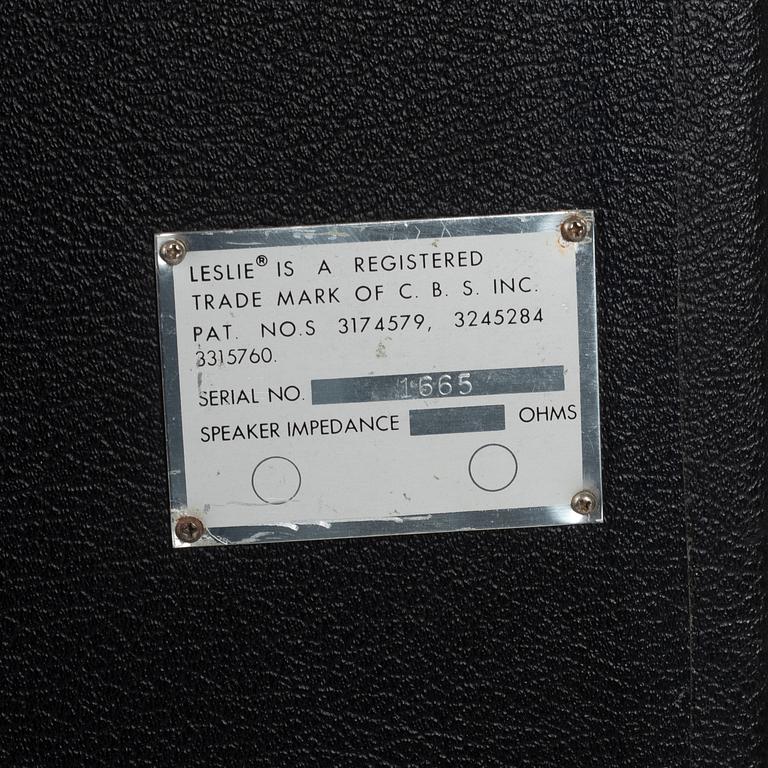 LESLIE® IS A REGISTERED
TRADE MARK OF C. B. S. INC.
PAT. NO.S 3174579, 3245284
3315760.
SERIAL NO. 1665
SPEAKER IMPEDANCE OHMS